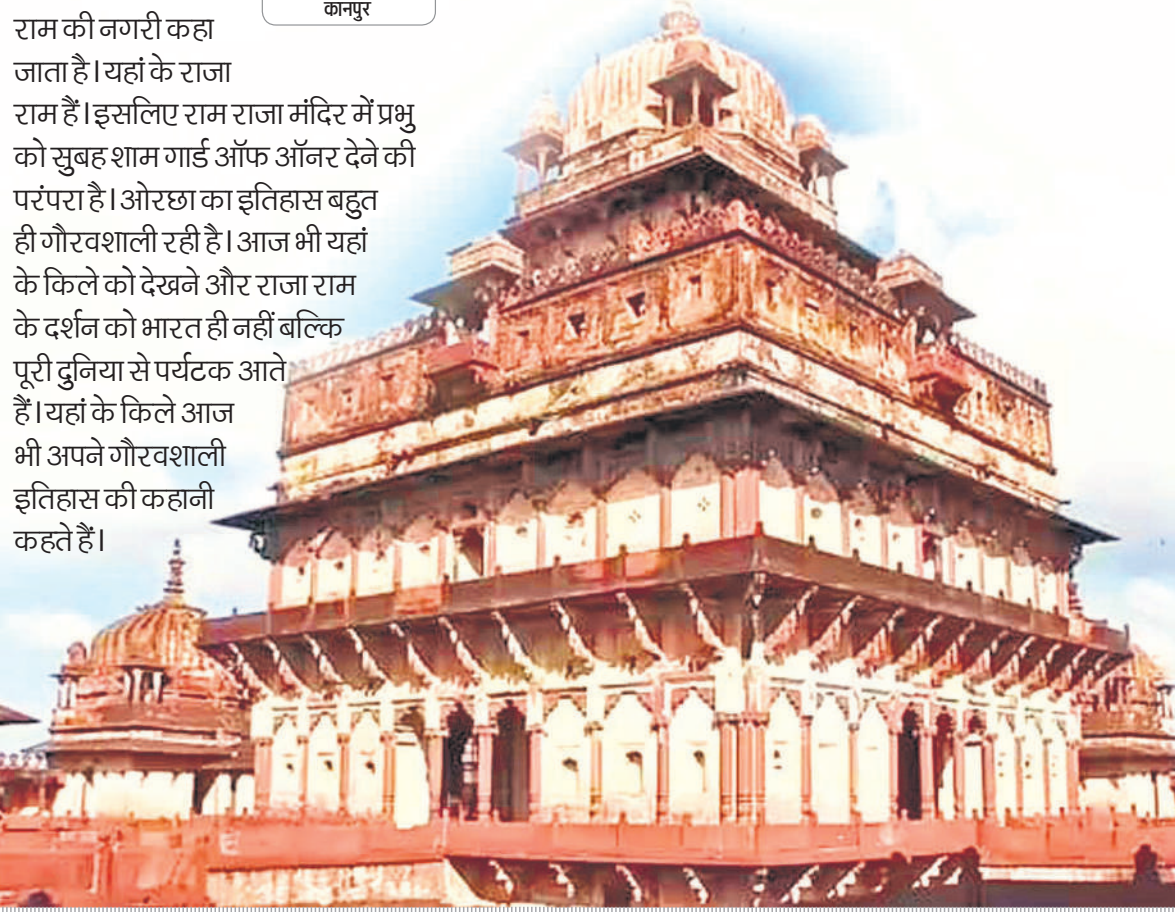 कानपुर
राम की नगरी कहा
जाता है। यहां के राजा
राम हैं। इसलिए राम राजा मंदिर में प्रभु
को सुबह शाम गार्ड ऑफ ऑनर देने की
परंपरा है। ओरछा का इतिहास बहुत
ही गौरवशाली रही है। आज भी यहां
के किले को देखने और राजा राम
के दर्शन को भारत ही नहीं बल्कि
पूरी दुनिया से पर्यटक आते
हैं। यहां के किले आज
भी अपने गौरवशाली
इतिहास की कहानी
कहते हैं।